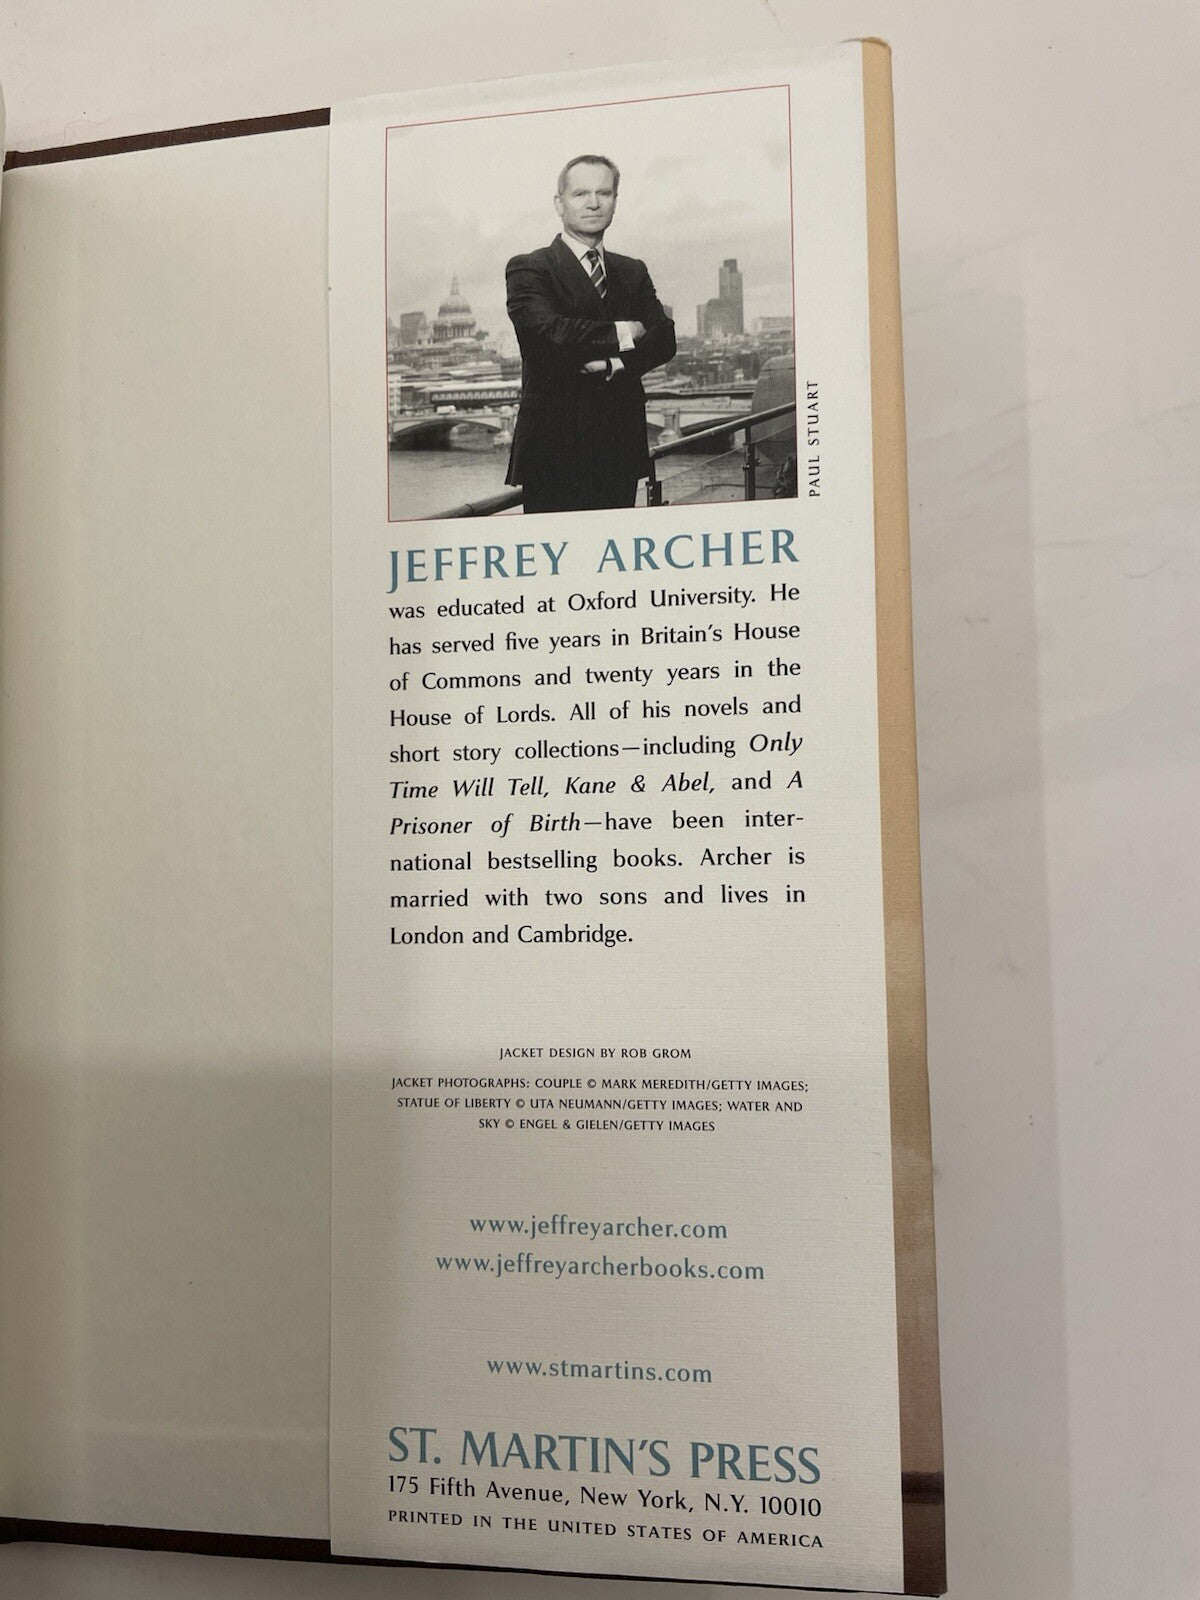 PAUL STUART
JEFFREY ARCHER
was educated at Oxford University. He
has served five years in Britain's House
of Commons and twenty years in the
House of Lords. All of his novels and
short story collections—including Only
Time Will Tell, Kane & Abel, and A
Prisoner of Birth—have been inter-
national bestselling books. Archer is
married with two sons and lives in
London and Cambridge.
JACKET DESIGN BY ROB GROM
JACKET PHOTOGRAPHS: COUPLE © MARK MEREDITH/GETTY IMAGES;
STATUE OF LIBERTY © UTA NEUMANN/GETTY IMAGES; WATER AND
SKY © ENGEL & GIELEN/GETTY IMAGES
www.jeffreyarcher.com
www.jeffreyarcherbooks.com
www.stmartins.com
ST. MARTIN'S PRESS
175 Fifth Avenue, New York, N.Y. 10010
PRINTED IN THE UNITED STATES OF AMERICA